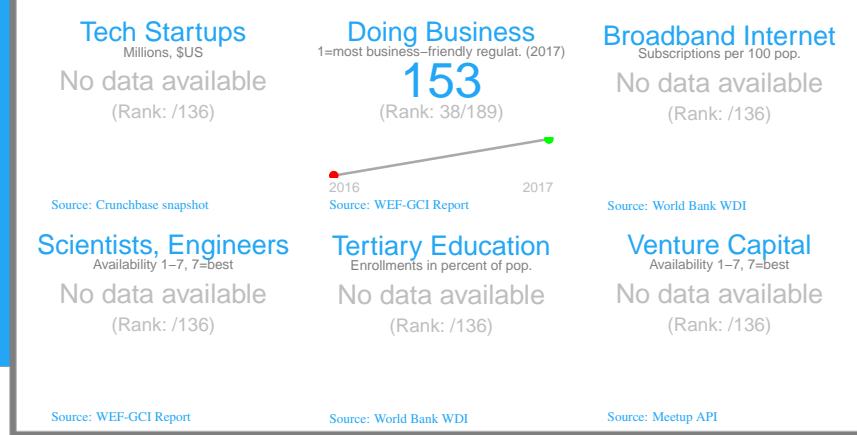 Tech Startups
Millions, $US
No data available
(Rank: /136)
Source: Crunchbase snapshot
Doing Business
1=most business−friendly regulat. (2017)
153
(Rank: 38/189)
2016 2017
Source: WEF-GCI Report
Broadband Internet
Subscriptions per 100 pop.
No data available
(Rank: /136)
Source: World Bank WDI
Scientists, Engineers
Availability 1−7, 7=best
No data available
(Rank: /136)
Source: WEF-GCI Report
Tertiary Education
Enrollments in percent of pop.
No data available
(Rank: /136)
Source: World Bank WDI
Venture Capital
Availability 1−7, 7=best
No data available
(Rank: /136)
Source: Meetup API